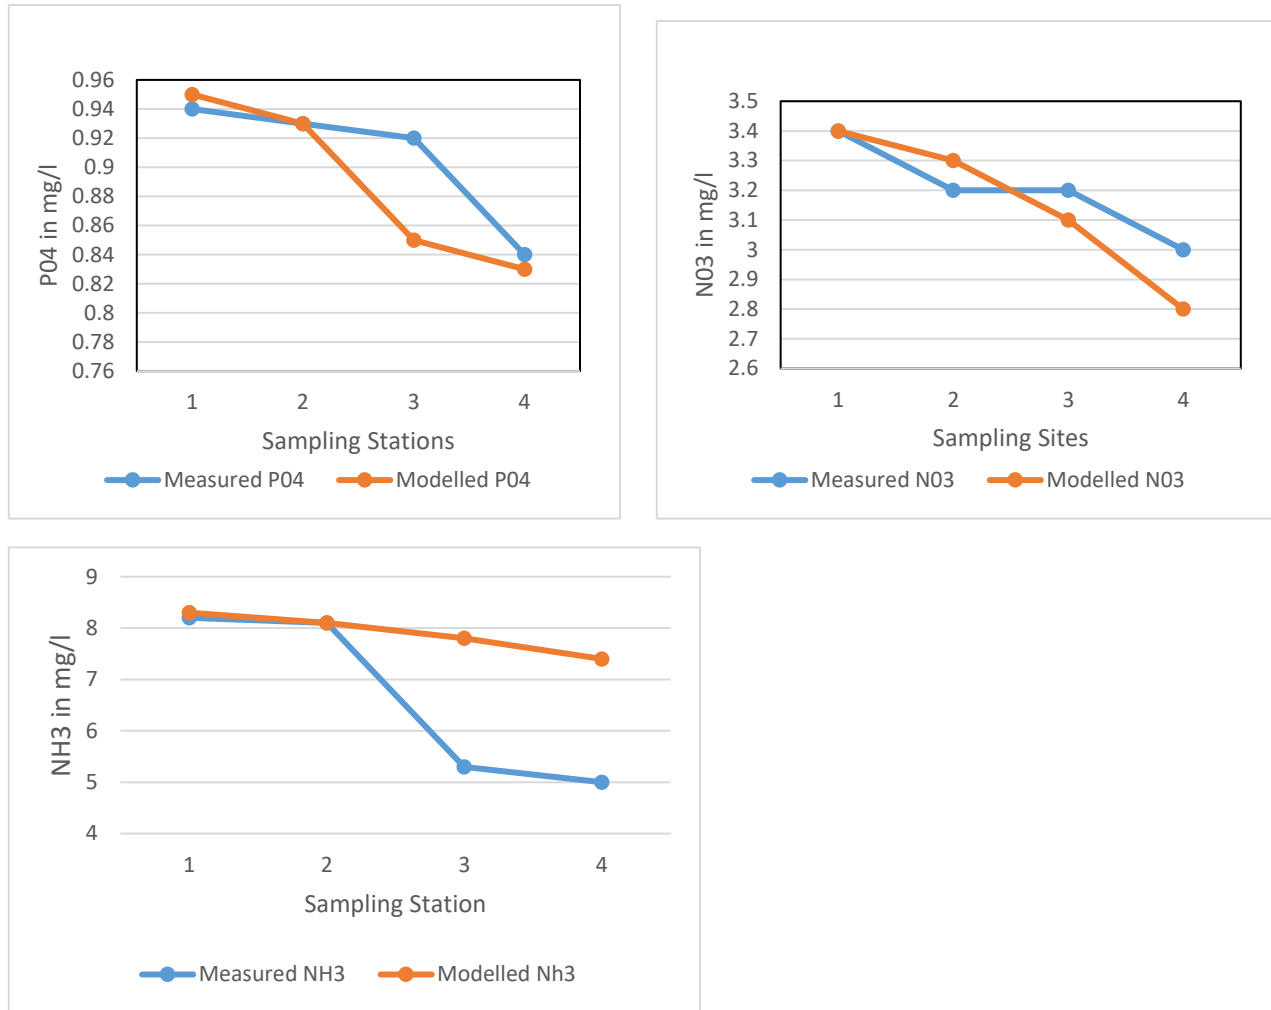 0.96
0.94
0.92
0.9
0.88
0.86
0.84
0.82
0.8
0.78
0.76
P04 in mg/l
1 2 3 4
Sampling Stations
Measured P04 Modelled P04
3.5
3.4
3.3
3.2
3.1
3
2.9
2.8
2.7
2.6
N03 in mg/l
1 2 3 4
Sampling Sites
Measured N03 Modelled N03
9
8
7
6
5
4
NH3 in mg/l
1 2 3 4
Sampling Station
Measured NH3 Modelled Nh3